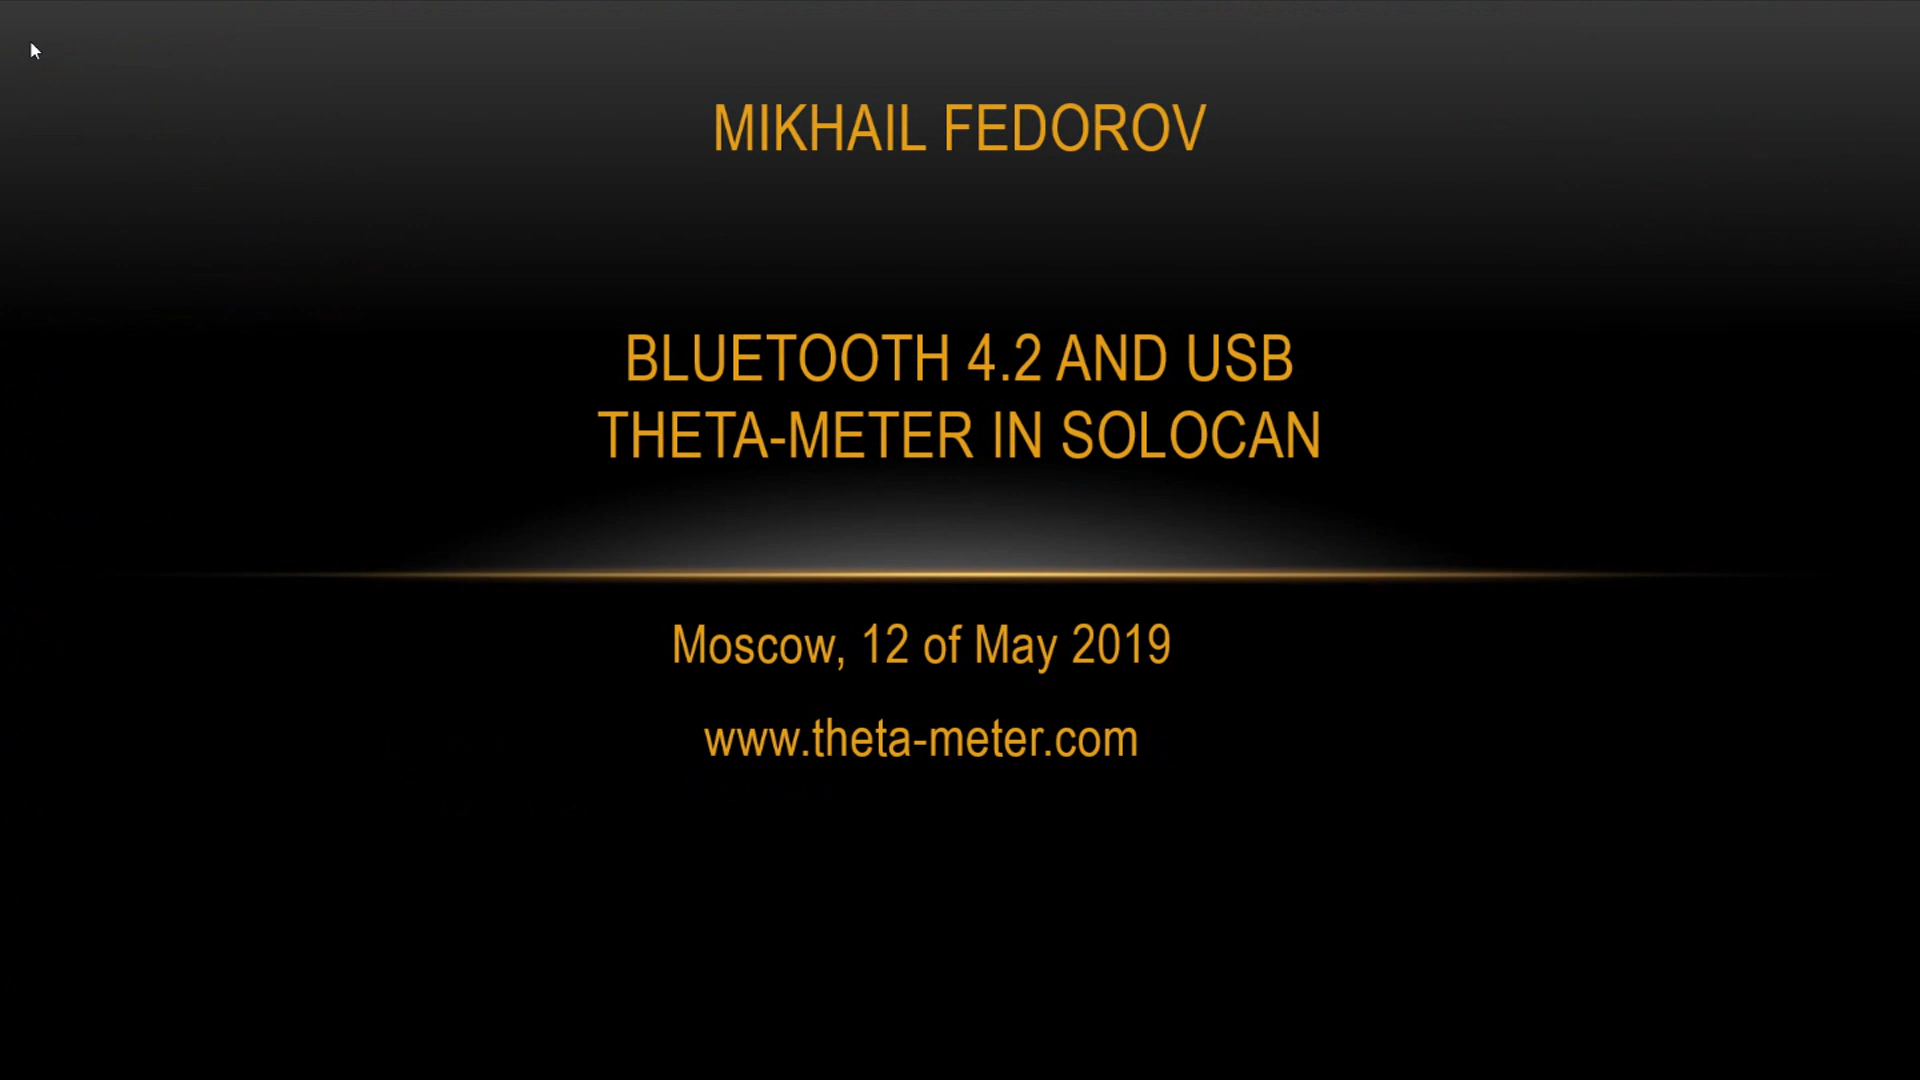 MIKHAIL FEDOROV
BLUETOOTH 4.2 AND USB
THETA-METER IN SOLOCAN
Moscow, 12 of May 2019
www.theta-meter.com